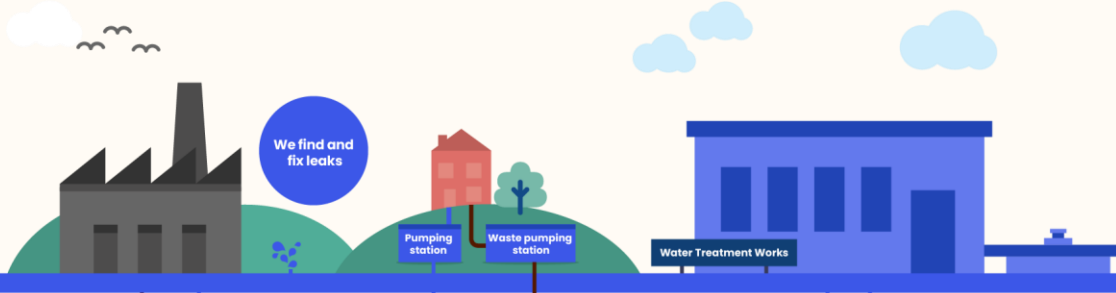 We find and
fix leaks
Pumping
station
Waste pumping
station
Water Treatment Works